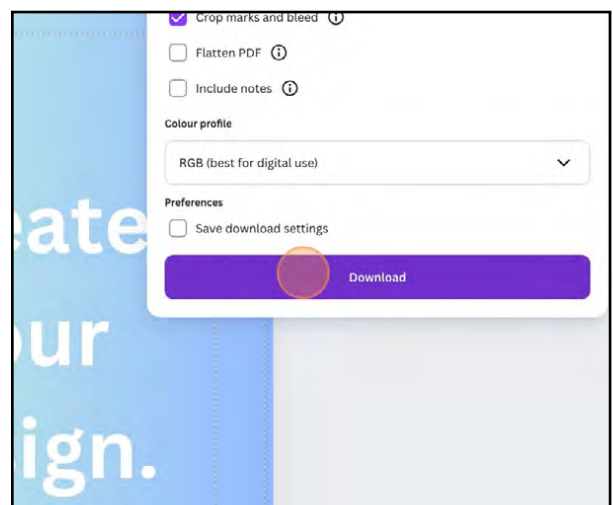 Crop marks and bleed
Flatten PDF
Include notes
Colour profile
RGB (best for digital use)
Preferences
Save download settings
Download
eate
our
ign.